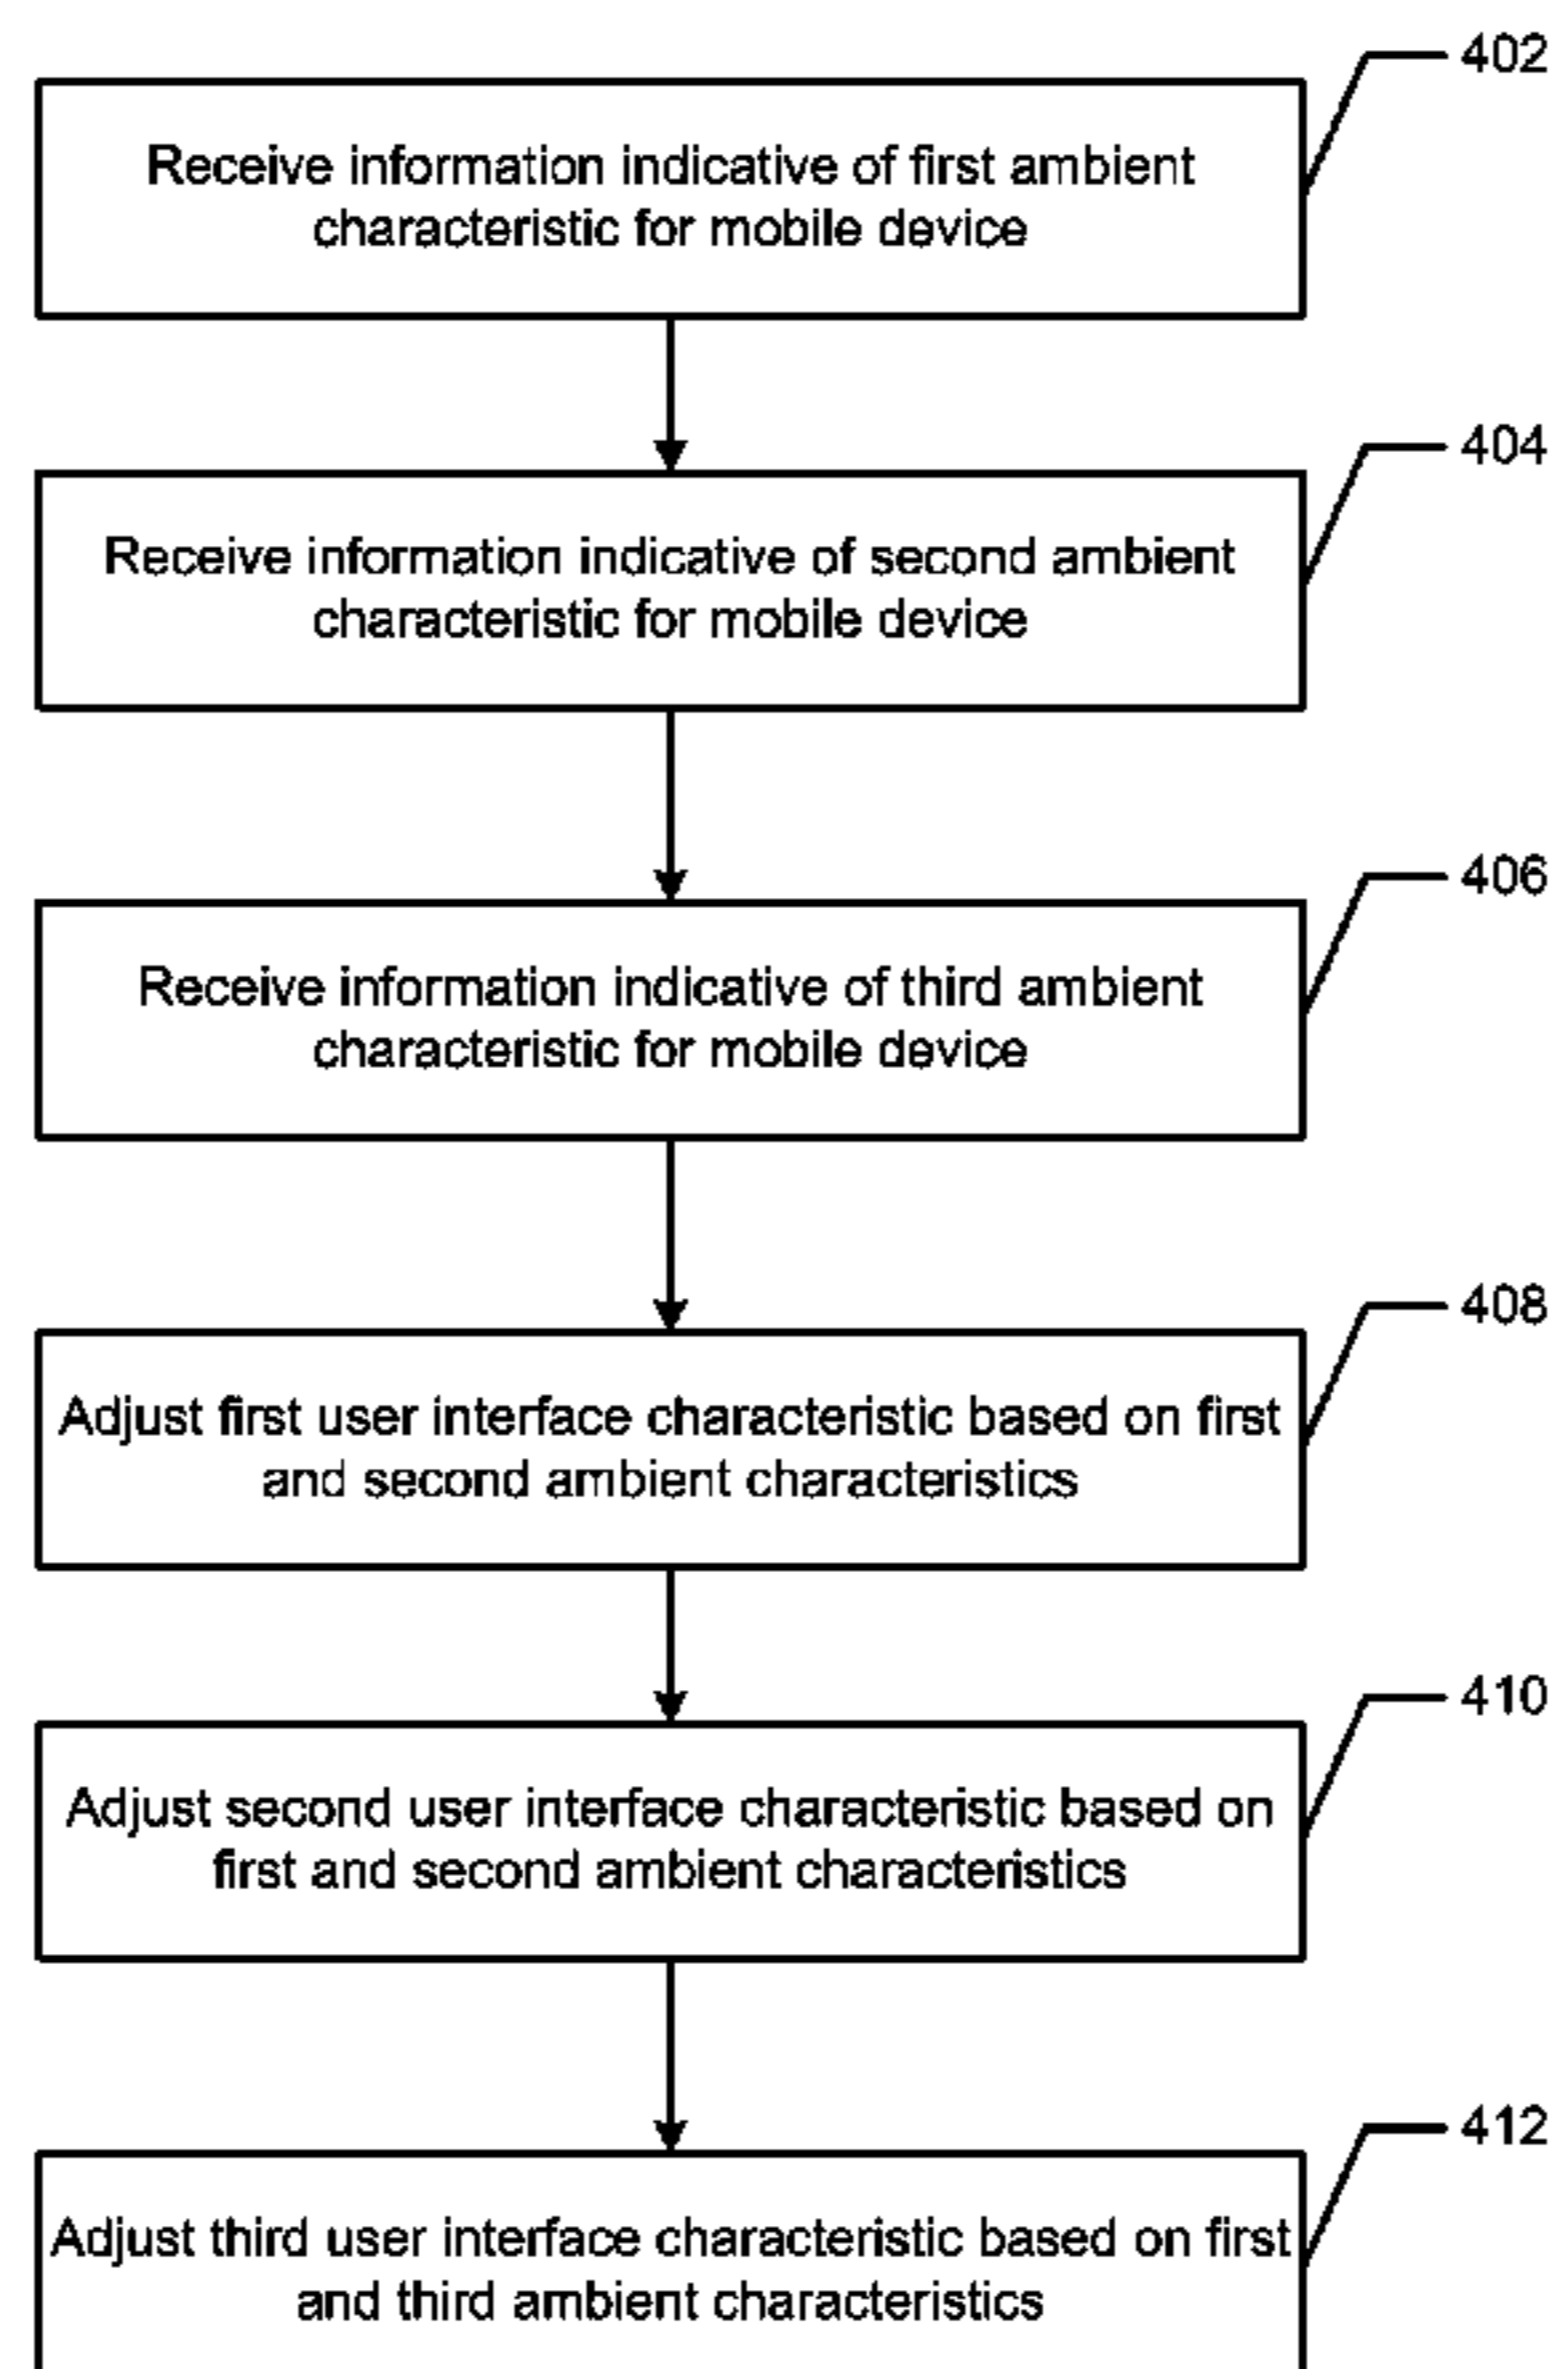 402
Receive information indicative of first ambient
characteristic for mobile device
404
Receive information indicative of second ambient
characteristic for mobile device
406
Receive information indicative of third ambient
characteristic for mobile device
408
Adjust first user interface characteristic based on first
and second ambient characteristics
410
Adjust second user interface characteristic based on
first and second ambient characteristics
412
Adjust third user interface characteristic based on first
and third ambient characteristics